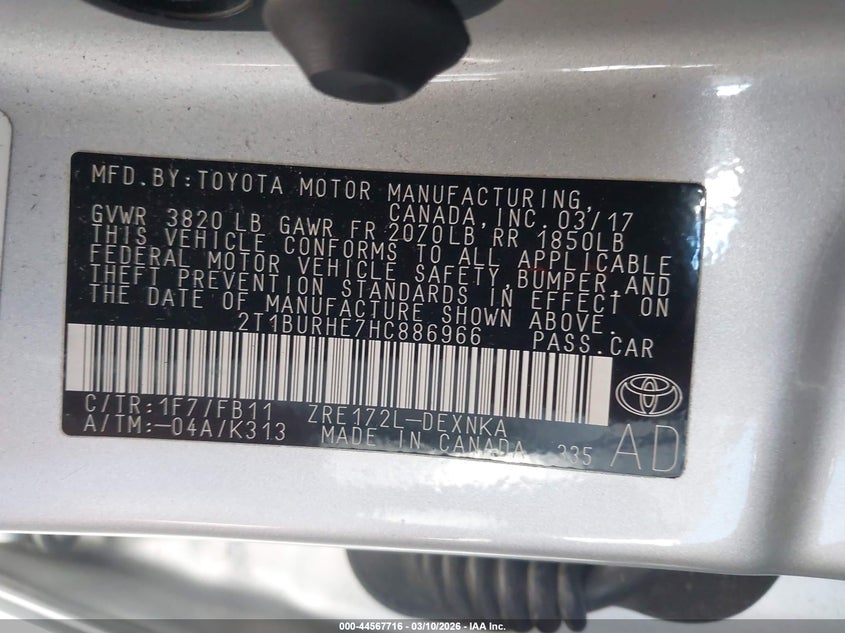 MFD.BY:TOYOTA MOTOR MANUFACTURING,
CANADA, INC. 03/17
GVWR 3820 LB GAWR FR 2070LB RR 1850LB
THIS VEHICLE CONFORMS TO ALL APPLICABLE
FEDERAL MOTOR VEHICLE SAFETY, BUMPER, AND
THEFT PREVENTION STANDARDS IN EFFECT ON
THE DATE OF MANUFACTURE SHOWN ABOVE.
2T1BURHE7HC886966 PASS.CAR
C/TR:1F7/FB11 ZRE172L-DEXNKA
A/TM:-04A/K313 MADE IN CANADA 335 AD
000-44567716 - 03/10/2026 - IAA Inc.